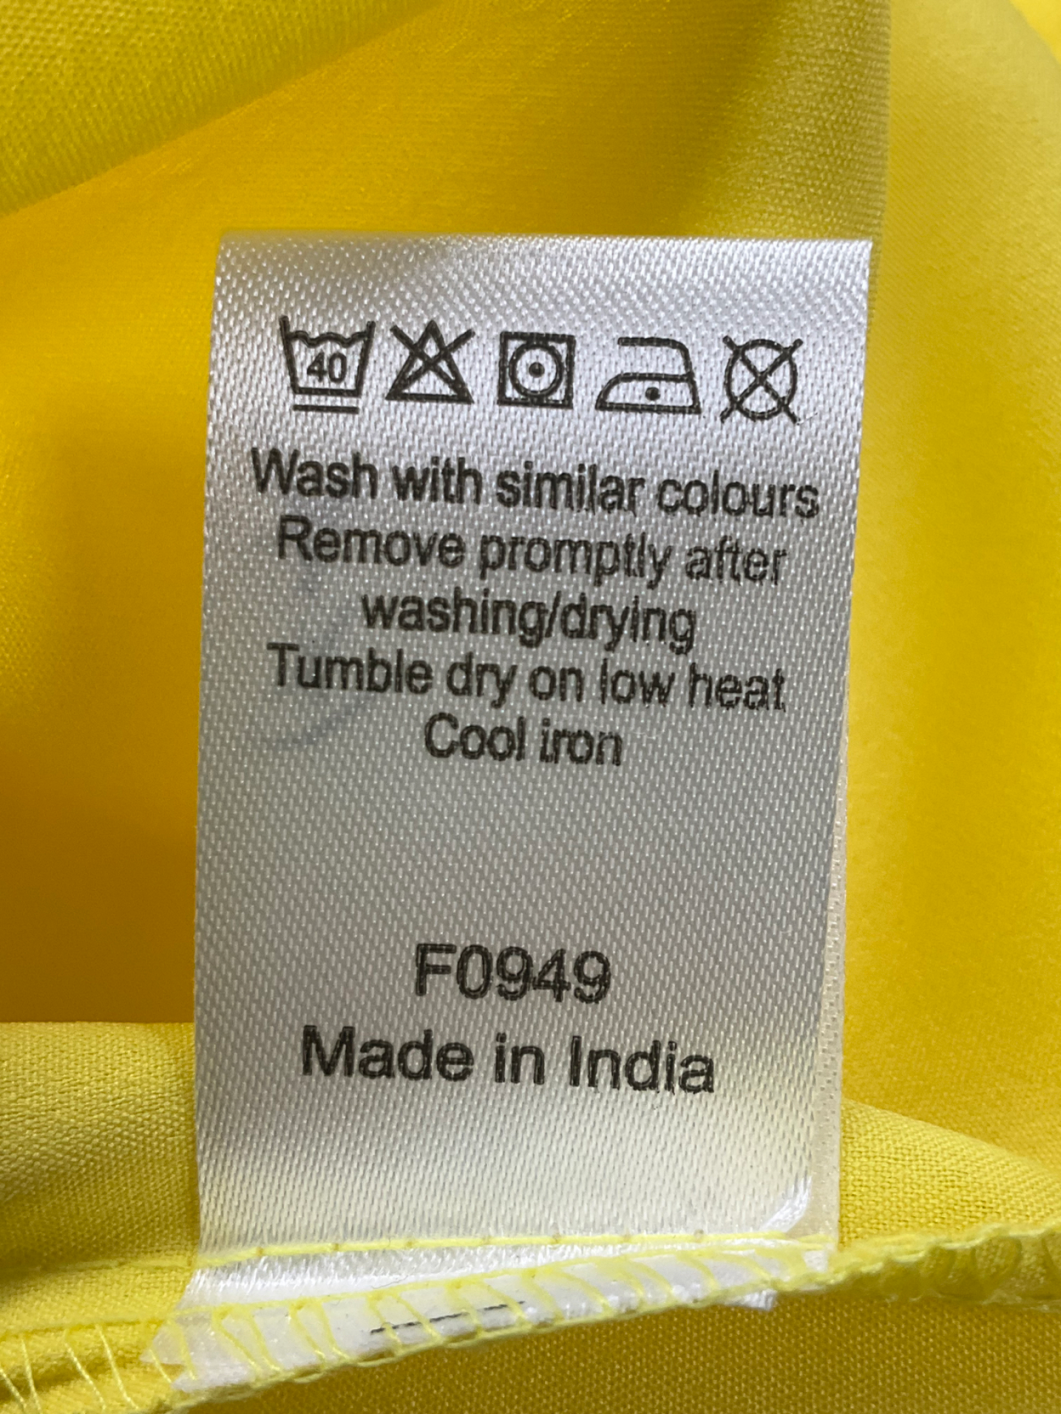 40
Wash with similar colours
Remove promptly after
washing/drying
Tumble dry on low heat
Cool iron
F0949
Made in India